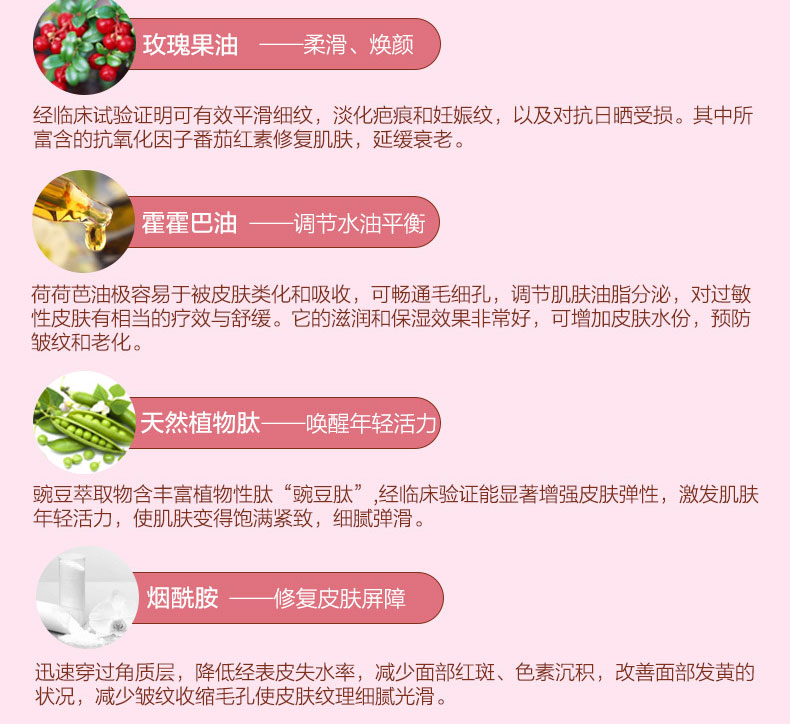 玫瑰果油 ——柔滑、焕颜
经临床试验证明可有效平滑细纹，淡化疤痕和妊娠纹，以及对抗日晒受损。其中所
富含的抗氧化因子番茄红素修复肌肤，延缓衰老。
霍霍巴油 ——调节水油平衡
荷荷芭油极容易于被皮肤类化和吸收，可畅通毛细孔，调节肌肤油脂分泌，对过敏
性皮肤有相当的疗效与舒缓。它的滋润和保湿效果非常好，可增加皮肤水份，预防
皱纹和老化。
天然植物肽——唤醒年轻活力
豌豆萃取物含丰富植物性肽“豌豆肽”,经临床验证能显著增强皮肤弹性，激发肌肤
年轻活力，使肌肤变得饱满紧致，细腻弹滑。
烟酰胺 ——修复皮肤屏障
迅速穿过角质层，降低经表皮失水率，减少面部红斑、色素沉积，改善面部发黄的
状况，减少皱纹收缩毛孔使皮肤纹理细腻光滑。